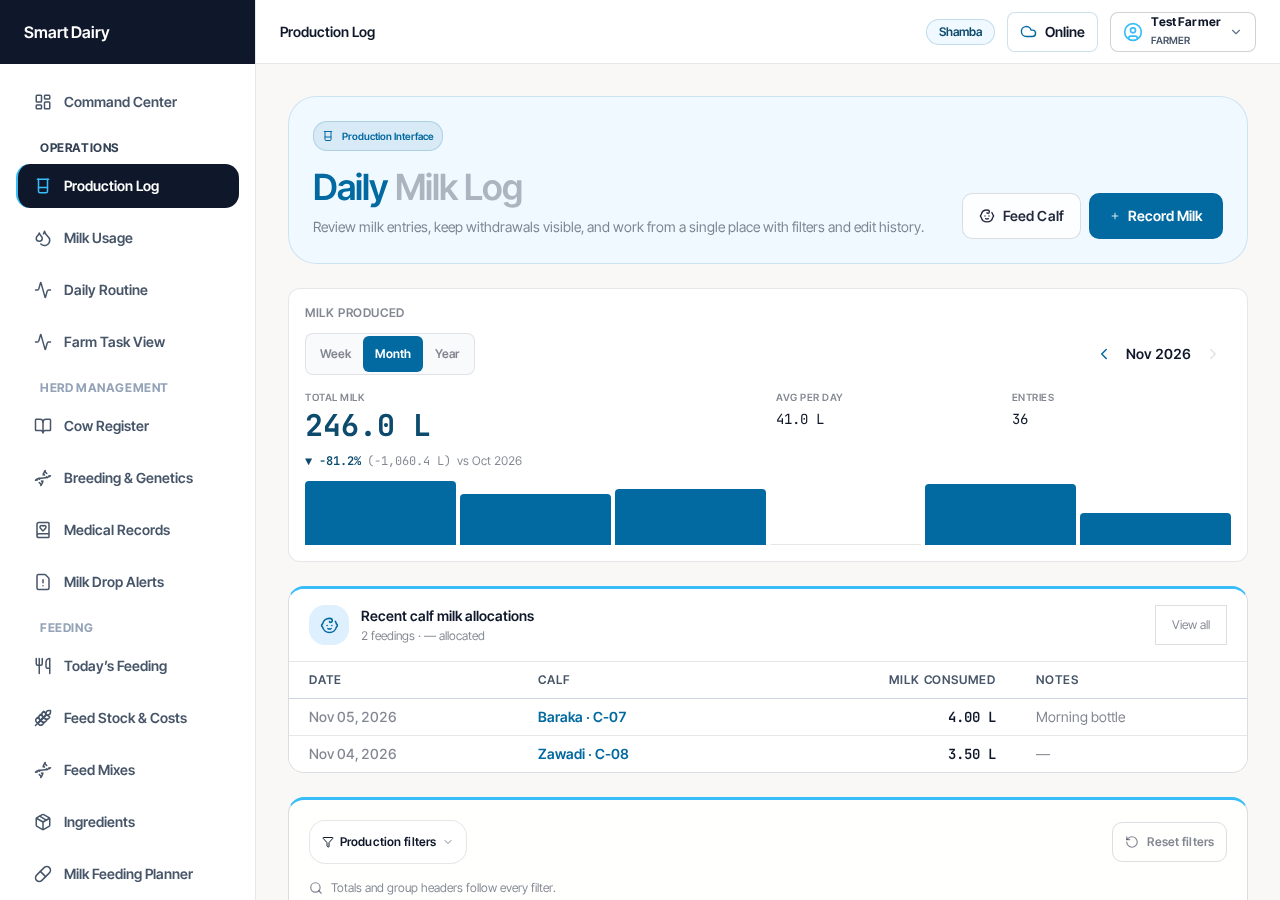 Smart Dairy
Production Log
Shamba
Online
Test Farmer
FARMER
Command Center
OPERATIONS
Production Log
Milk Usage
Daily Routine
Farm Task View
HERD MANAGEMENT
Cow Register
Breeding & Genetics
Medical Records
Milk Drop Alerts
FEEDING
Today's Feeding
Feed Stock & Costs
Feed Mixes
Ingredients
Milk Feeding Planner
Production Interface
Daily Milk Log
Review milk entries, keep withdrawals visible, and work from a single place with filters and edit history.
Feed Calf
+ Record Milk
MILK PRODUCED
Week Month Year
Nov 2026
TOTAL MILK
246.0 L
▼ -81.2% (-1,060.4 L) vs Oct 2026
AVG PER DAY
41.0 L
ENTRIES
36
Recent calf milk allocations
2 feedings · — allocated
View all
DATE CALF MILK CONSUMED NOTES
Nov 05, 2026 Baraka · C-07 4.00 L Morning bottle
Nov 04, 2026 Zawadi · C-08 3.50 L —
Production filters
Reset filters
Totals and group headers follow every filter.